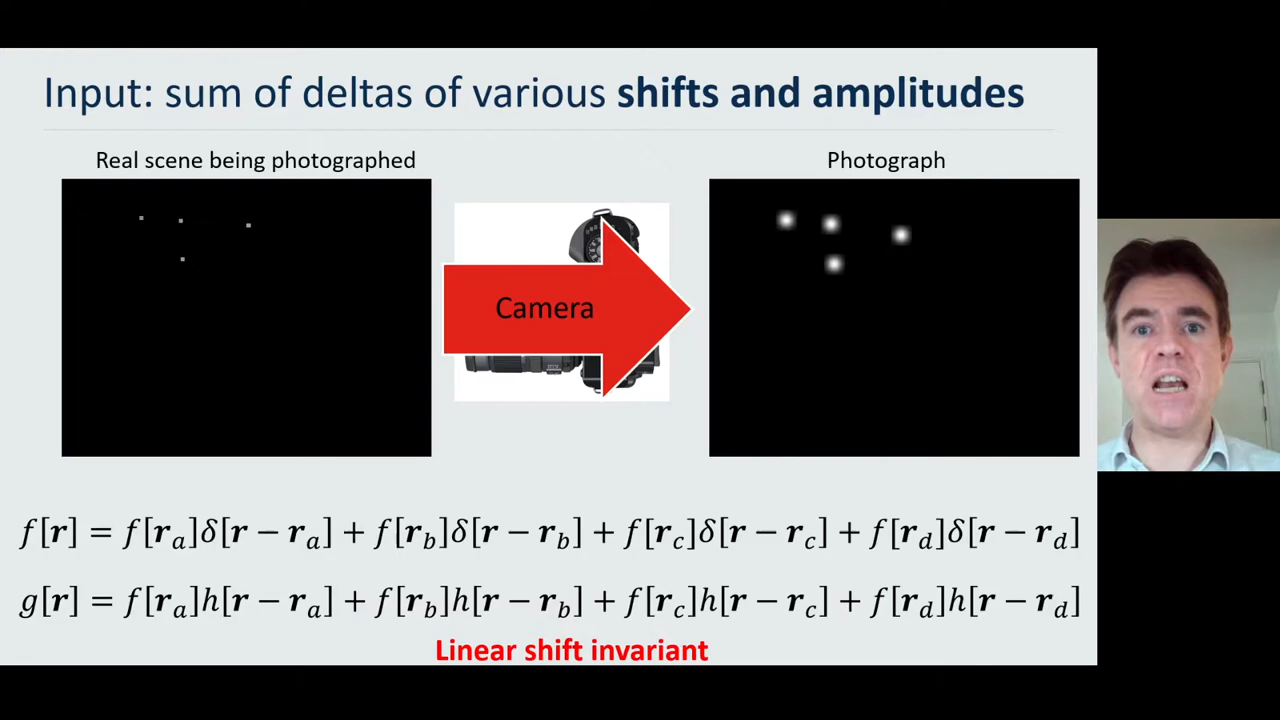 Input: sum of deltas of various shifts and amplitudes
Real scene being photographed
Photograph
Camera
f[r] = f[r_a]δ[r − r_a] + f[r_b]δ[r − r_b] + f[r_c]δ[r − r_c] + f[r_d]δ[r − r_d]
g[r] = f[r_a]h[r − r_a] + f[r_b]h[r − r_b] + f[r_c]h[r − r_c] + f[r_d]h[r − r_d]
Linear shift invariant